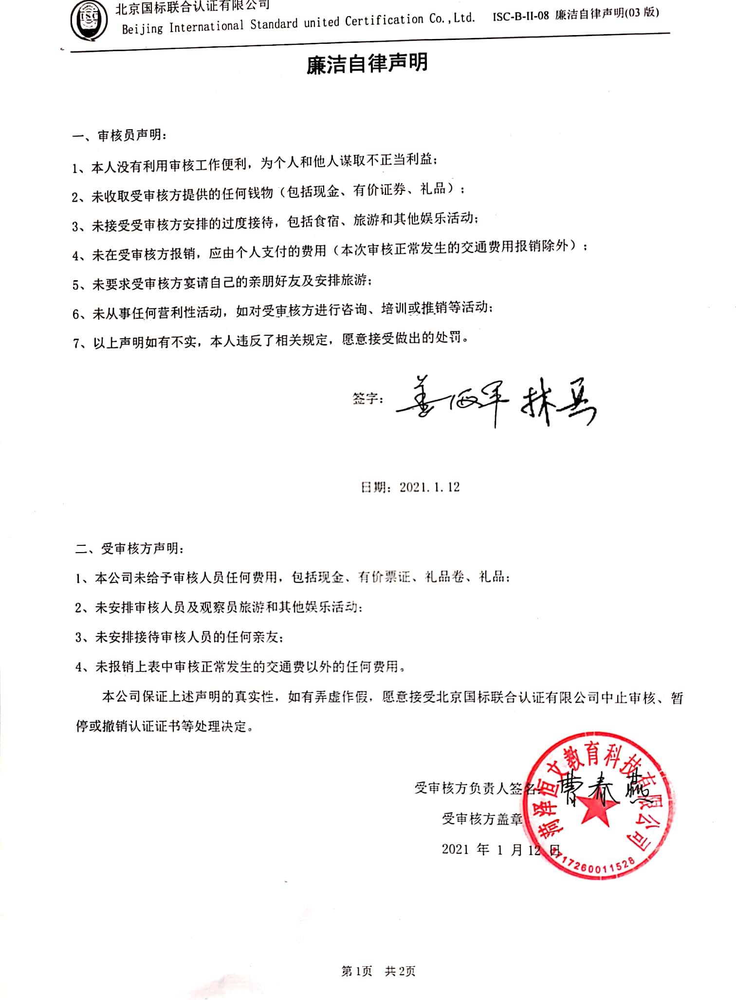 ISC
北京国标联合认证有限公司
Beijing International Standard united Certification Co.,Ltd. ISC-B-II-08 廉洁自律声明(03 版)
廉洁自律声明
一、审核员声明：
1、本人没有利用审核工作便利，为个人和他人谋取不正当利益；
2、未收取受审核方提供的任何钱物（包括现金、有价证券、礼品）；
3、未接受受审核方安排的过度接待，包括食宿、旅游和其他娱乐活动；
4、未在受审核方报销，应由个人支付的费用（本次审核正常发生的交通费用报销除外）；
5、未要求受审核方宴请自己的亲朋好友及安排旅游；
6、未从事任何营利性活动，如对受审核方进行咨询、培训或推销等活动；
7、以上声明如有不实，本人违反了相关规定，愿意接受做出的处罚。
签字：
日期：2021.1.12
二、受审核方声明：
1、本公司未给予审核人员任何费用，包括现金、有价票证、礼品卷、礼品；
2、未安排审核人员及观察员旅游和其他娱乐活动；
3、未安排接待审核人员的任何亲友；
4、未报销上表中审核正常发生的交通费以外的任何费用。
本公司保证上述声明的真实性，如有弄虚作假，愿意接受北京国标联合认证有限公司中止审核、暂
停或撤销认证证书等处理决定。
菏泽恒文教育科技有限公司
受审核方负责人签名：曹春燕
受审核方盖章
2021 年 1 月 12 日
3717260011528
第 1页 共 2页